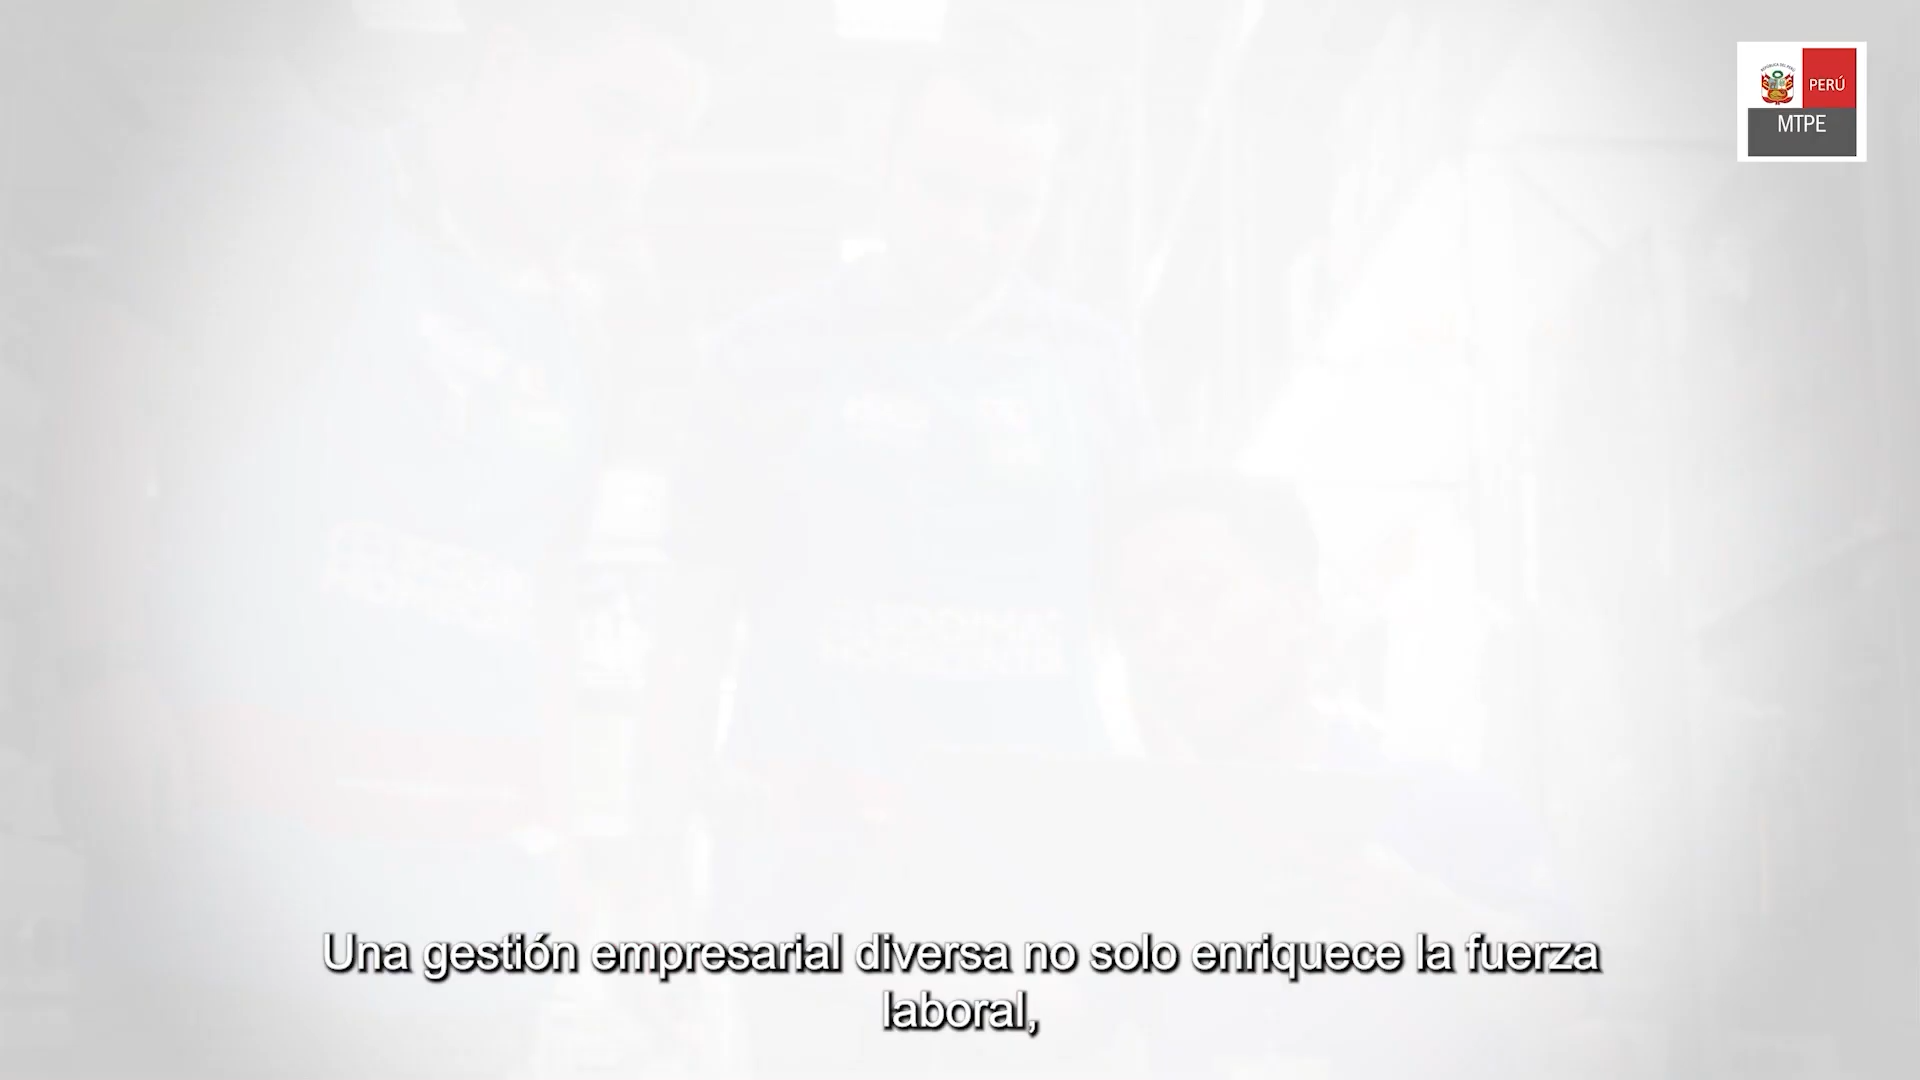 PERÚ
MTPE
Una gestión empresarial diversa no solo enriquece la fuerza
laboral,